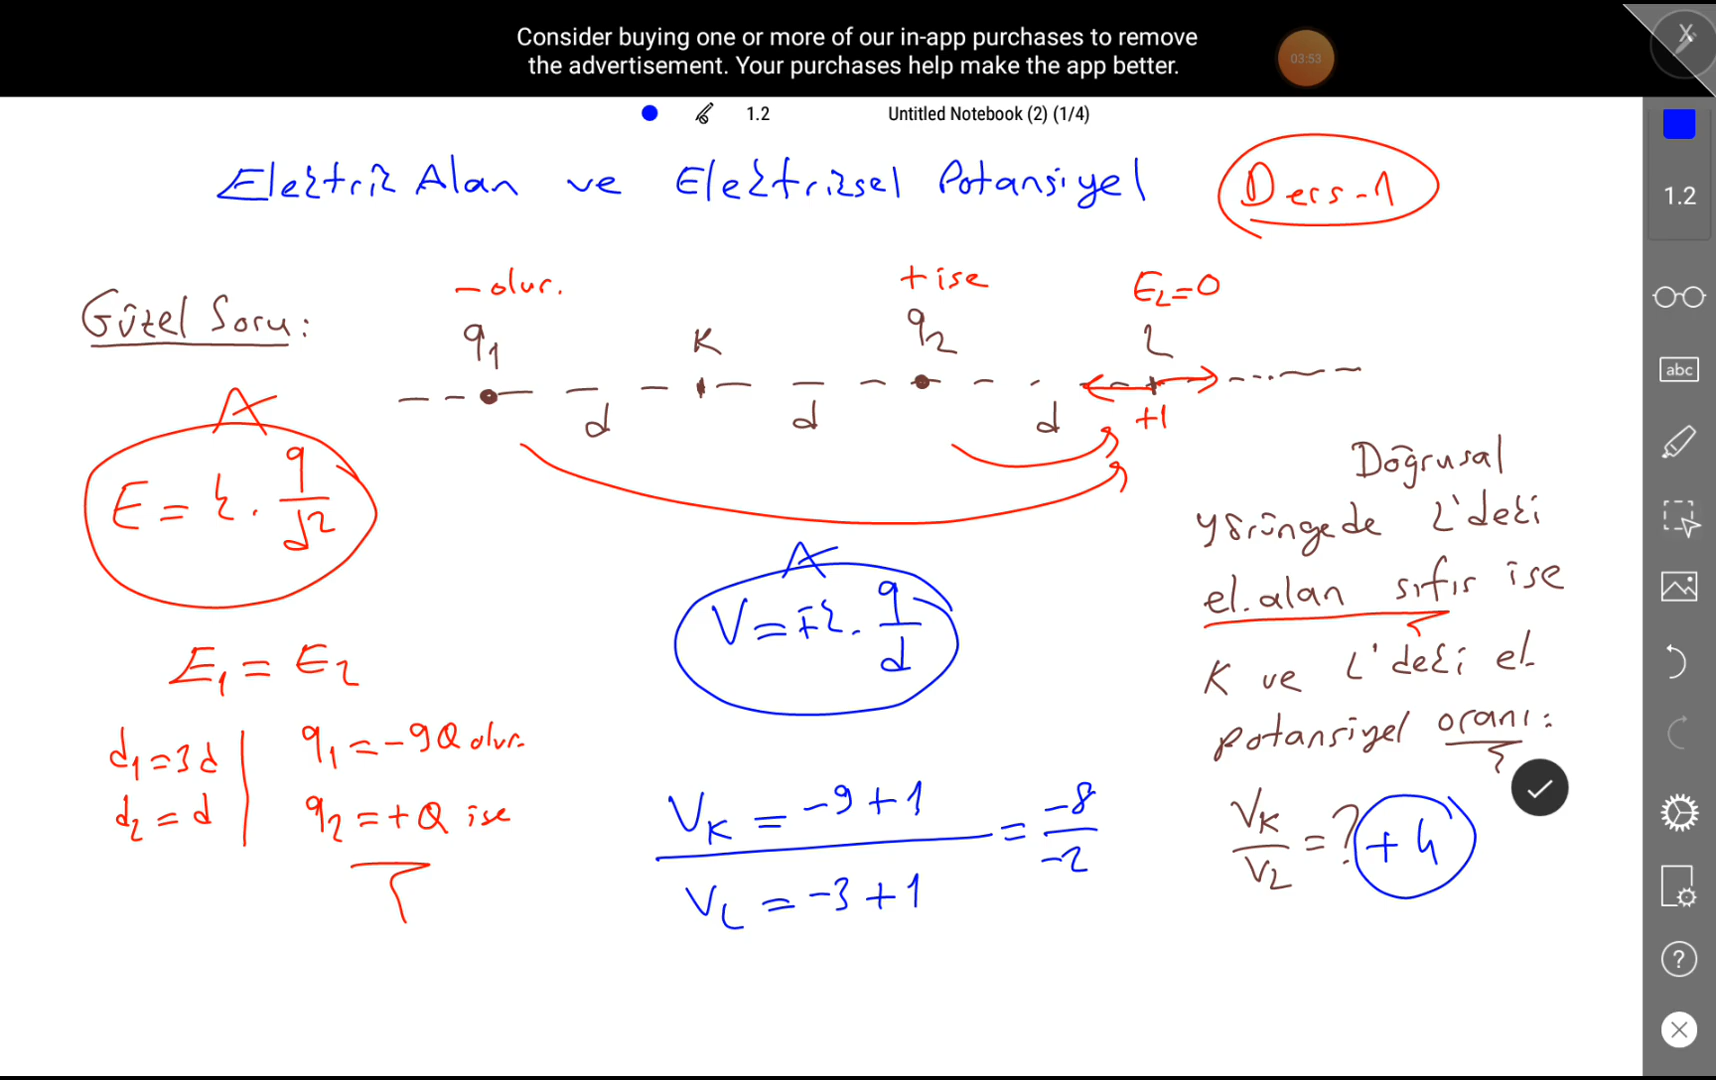 Consider buying one or more of our in-app purchases to remove
the advertisement. Your purchases help make the app better.
03:53
1.2
Untitled Notebook (2) (1/4)
1.2
abc
Elektrik Alan ve Elektriksel Potansiyel
Ders-1
Güzel Soru:
- olur.
+ ise
E_L=0
q1
K
q2
L
d
d
d
+1
A
E = k . q/d²
A
V = ∓k . q/d
E1 = E2
d1 = 3d
d2 = d
q1 = -9Q olur.
q2 = +Q ise
VK = -9+1
VL = -3+1
= -8/-2
Doğrusal
yörüngede L'deki
el. alan sıfır ise
K ve L'deki el.
potansiyel oranı:
VK/VL = ? +4
?